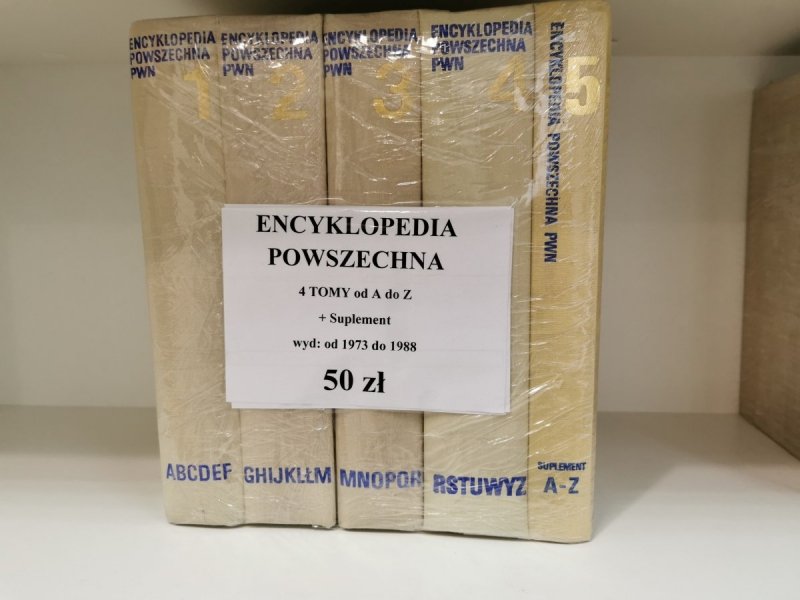 ENCYKLOPEDIA
POWSZECHNA
PWN
1
ABCDEF
ENCYKLOPEDIA
POWSZECHNA
PWN
2
GHIJKLŁM
ENCYKLOPEDIA
POWSZECHNA
PWN
3
MNOPQR
ENCYKLOPEDIA
POWSZECHNA
PWN
4
RSTUWYZ
5
ENCYKLOPEDIA POWSZECHNA PWN
SUPLEMENT
A-Z
ENCYKLOPEDIA
POWSZECHNA
4 TOMY od A do Z
+ Suplement
wyd: od 1973 do 1988
50 zł